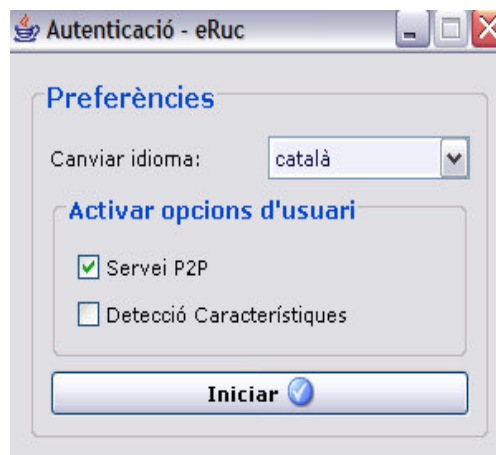 Autenticació - eRuc
Preferències
Canviar idioma: català
Activar opcions d'usuari
Servei P2P
Detecció Característiques
Iniciar